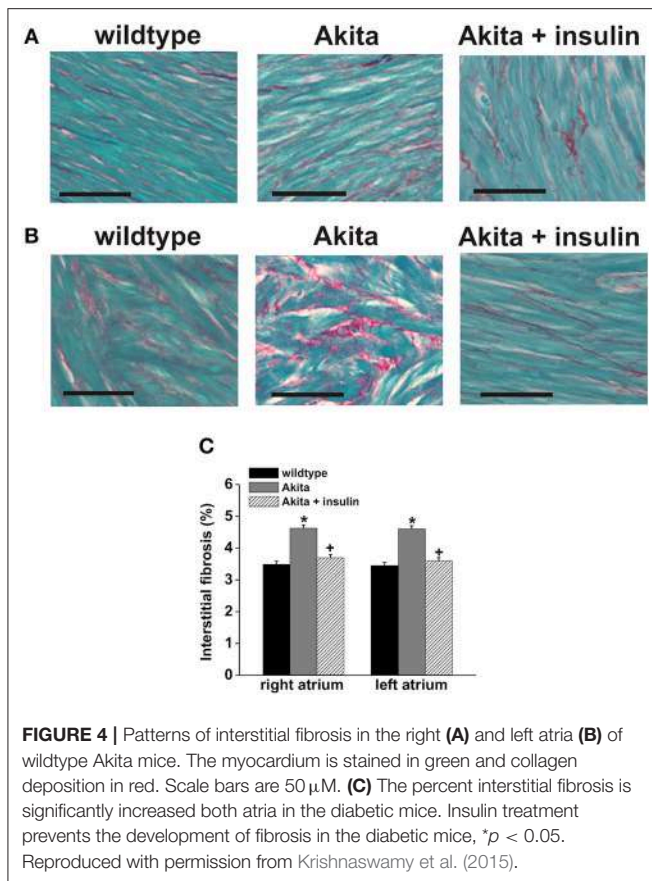 A
wildtype Akita Akita + insulin
B
wildtype Akita Akita + insulin
C
wildtype
Akita
Akita + insulin
6
5
4
3
2
1
0
Interstitial fibrosis (%)
* +
* +
right atrium left atrium
FIGURE 4 | Patterns of interstitial fibrosis in the right (A) and left atria (B) of
wildtype Akita mice. The myocardium is stained in green and collagen
deposition in red. Scale bars are 50 μM. (C) The percent interstitial fibrosis is
significantly increased both atria in the diabetic mice. Insulin treatment
prevents the development of fibrosis in the diabetic mice, *p < 0.05.
Reproduced with permission from Krishnaswamy et al. (2015).